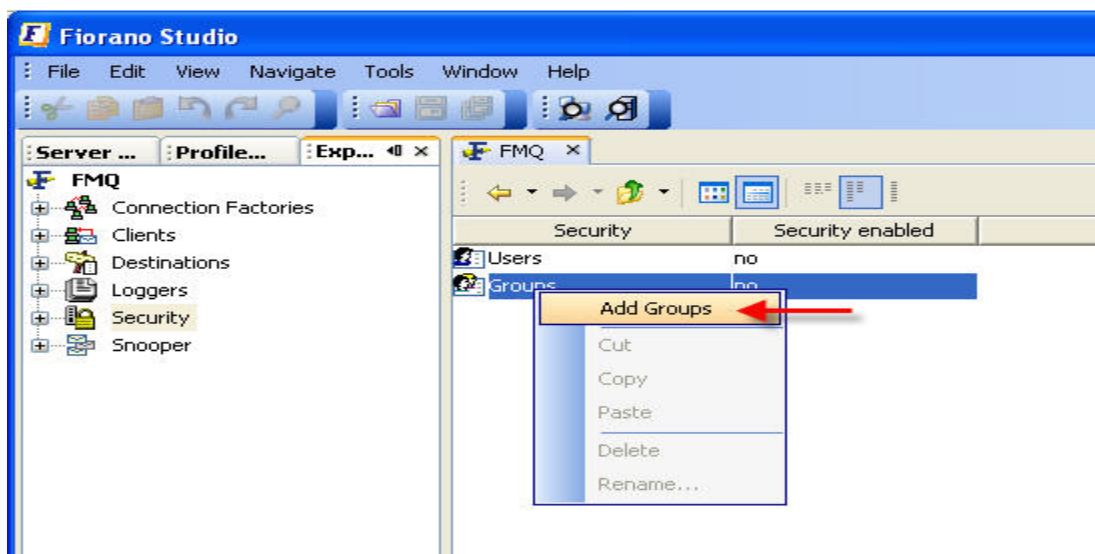 Fiorano Studio
File Edit View Navigate Tools Window Help
Server ... Profile... Exp...
FMQ
Connection Factories
Clients
Destinations
Loggers
Security
Snooper
FMQ
Security Security enabled
Users no
Groups no
Add Groups
Cut
Copy
Paste
Delete
Rename...